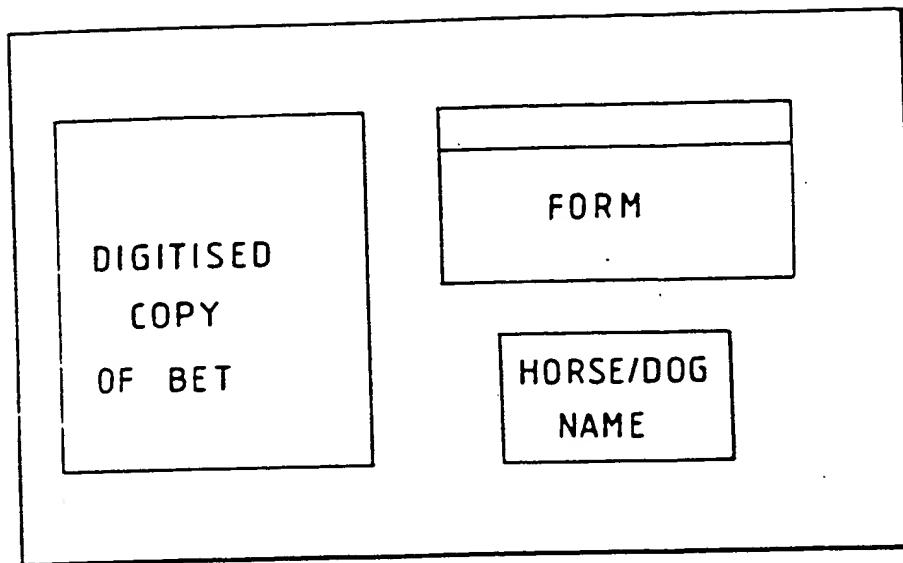 DIGITISED
COPY
OF BET
FORM
HORSE/DOG
NAME